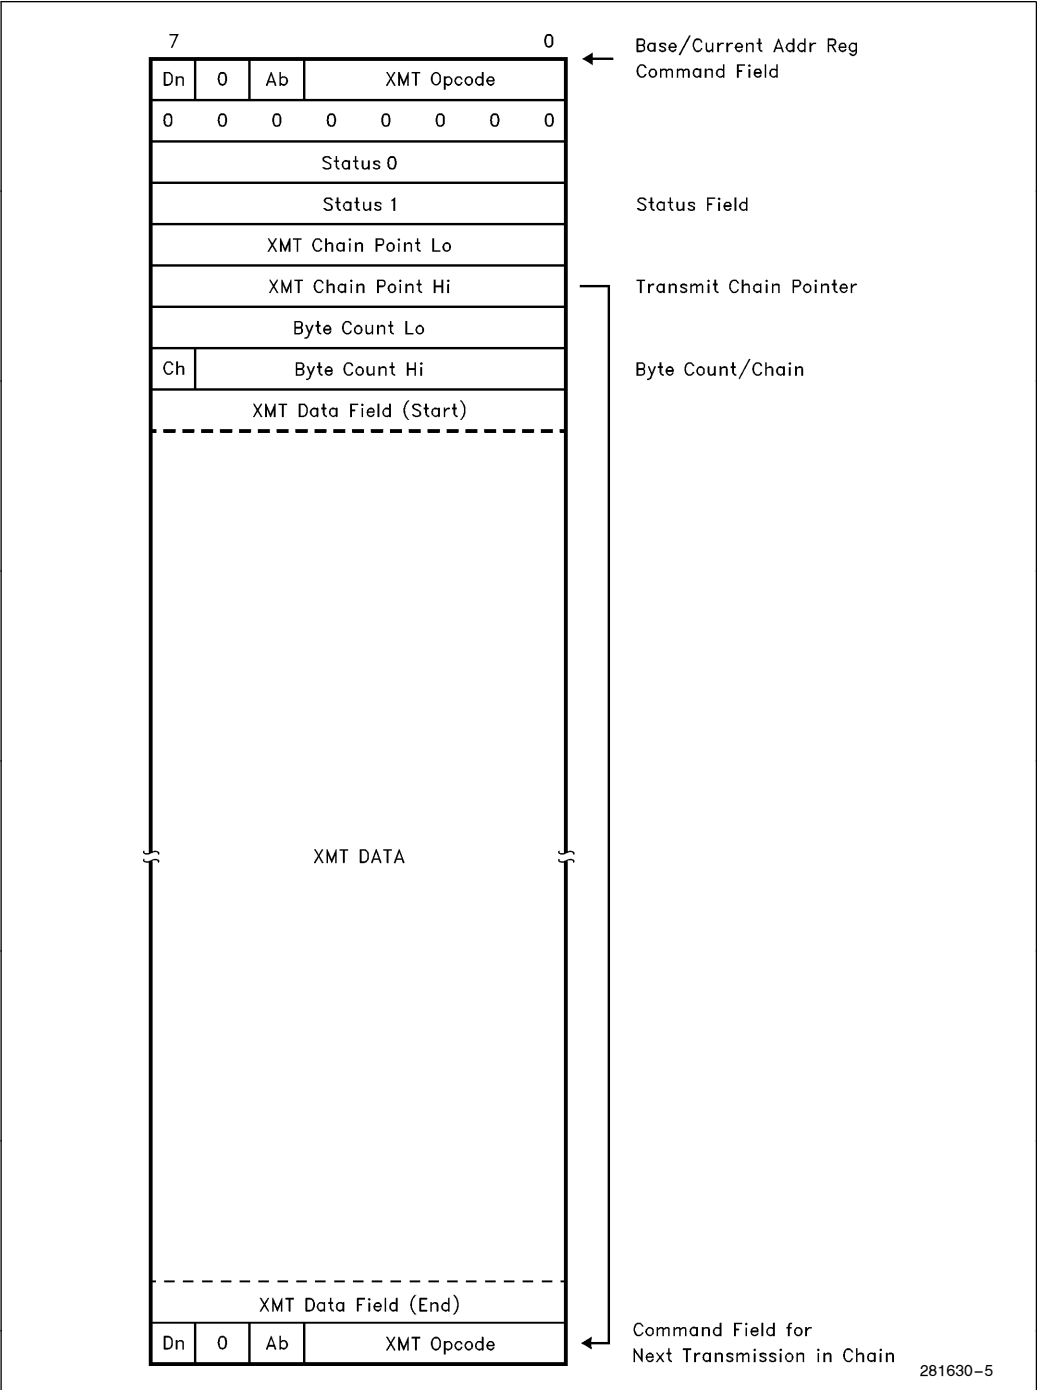 7 0 Base/Current Addr Reg
Dn 0 Ab XMT Opcode Command Field
0 0 0 0 0 0 0 0
Status 0
Status 1 Status Field
XMT Chain Point Lo
XMT Chain Point Hi Transmit Chain Pointer
Byte Count Lo
Ch Byte Count Hi Byte Count/Chain
XMT Data Field (Start)
XMT DATA
XMT Data Field (End)
Dn 0 Ab XMT Opcode Command Field for
Next Transmission in Chain
281630-5